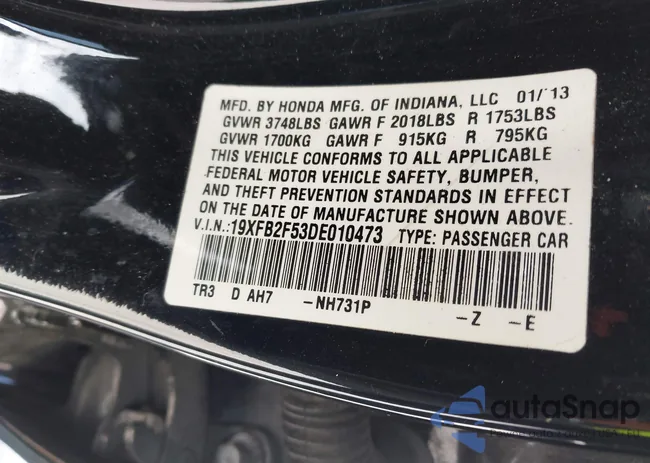 MFD. BY HONDA MFG. OF INDIANA, LLC 01/'13
GVWR 3748LBS GAWR F 2018LBS R 1753LBS
GVWR 1700KG GAWR F 915KG R 795KG
THIS VEHICLE CONFORMS TO ALL APPLICABLE
FEDERAL MOTOR VEHICLE SAFETY, BUMPER,
AND THEFT PREVENTION STANDARDS IN EFFECT
ON THE DATE OF MANUFACTURE SHOWN ABOVE.
V.I.N.:19XFB2F53DE010473 TYPE: PASSENGER CAR
TR3 D AH7 -NH731P -Z -E
autoSnap